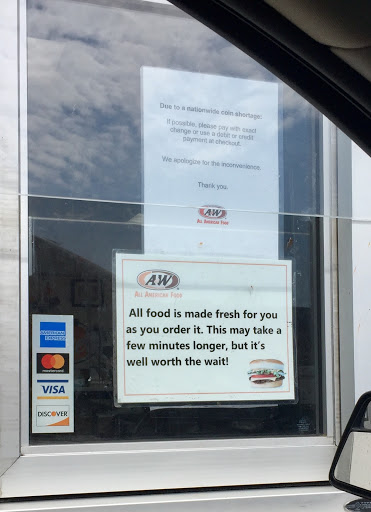 Due to a nationwide coin shortage:
If possible, please pay with exact
change or use a debit or credit
payment at checkout.
We apologize for the inconvenience.
Thank you.
A&W
ALL AMERICAN FOOD
A&W
ALL AMERICAN FOOD
All food is made fresh for you
as you order it. This may take a
few minutes longer, but it's
well worth the wait!
AMERICAN
EXPRESS
mastercard
VISA
DISCOVER